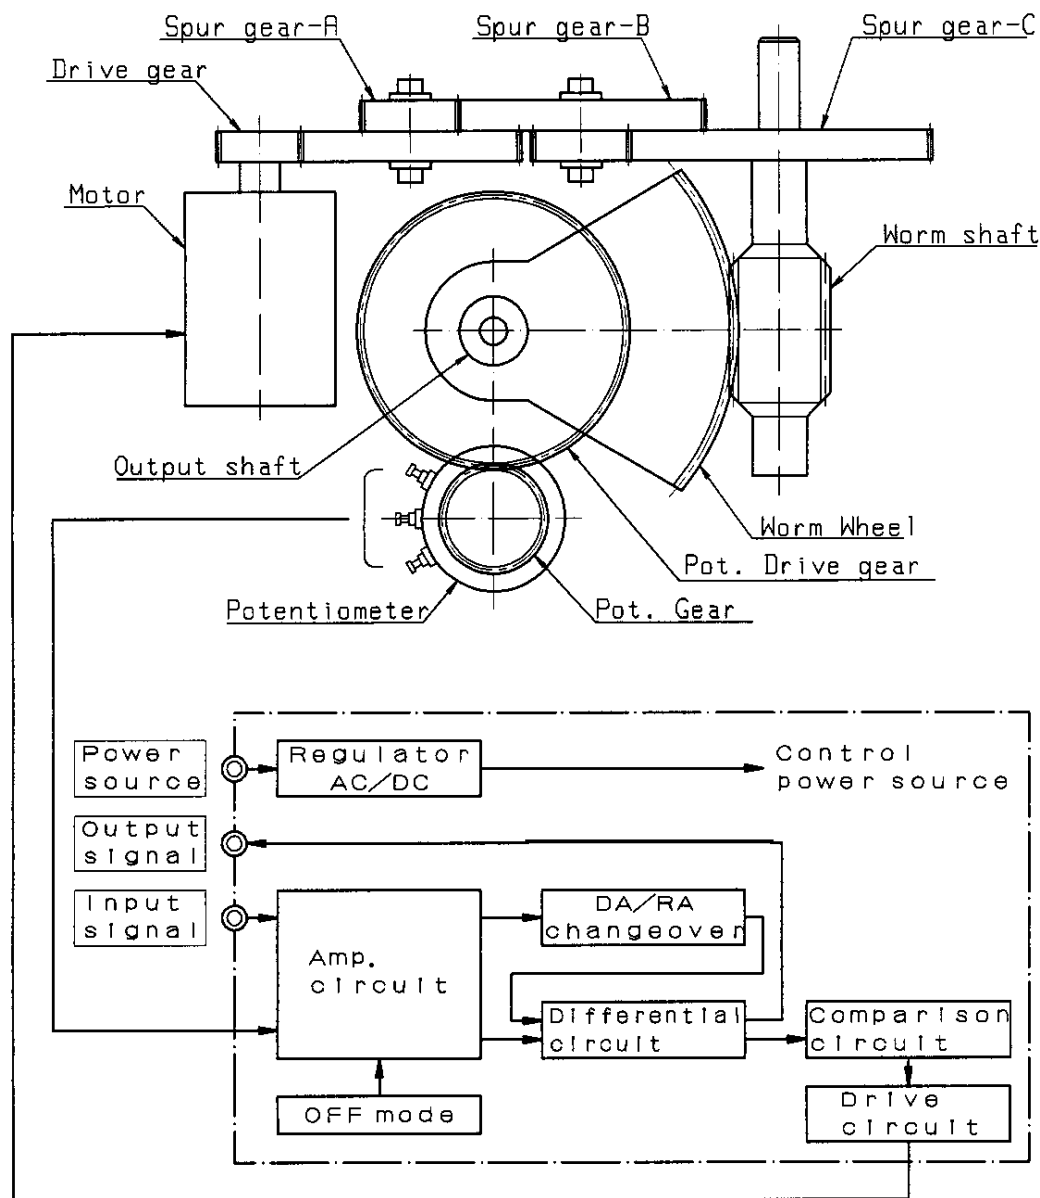 Spur gear-A
Spur gear-B
Spur gear-C
Drive gear
Motor
Worm shaft
Output shaft
Worm Wheel
Pot. Drive gear
Potentiometer
Pot. Gear
Power
source
Regulator
AC/DC
Control
power source
Output
signal
Input
signal
Amp.
circuit
DA/RA
changeover
Differential
circuit
Comparison
circuit
OFF mode
Drive
circuit